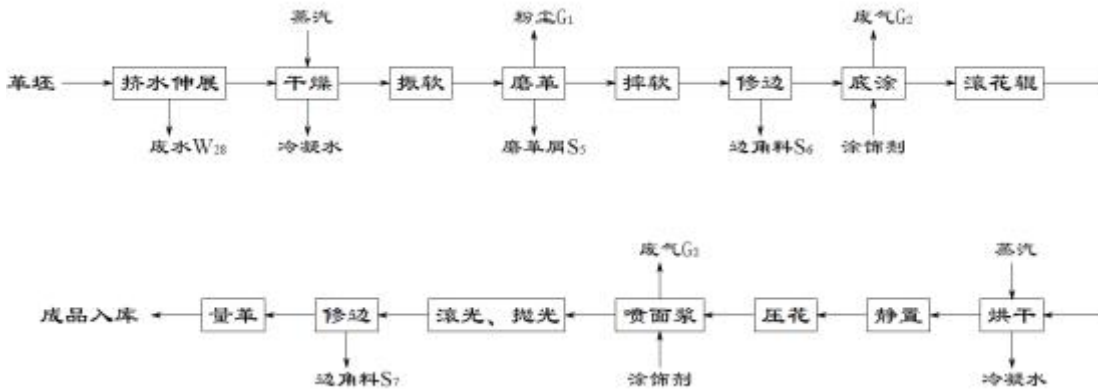 蒸汽 粉尘G₁ 废气G₂
革坯 挤水伸展 干燥 振软 磨革 摔软 修边 底涂 滚花辊
废水W₂₈ 冷凝水 磨革屑S₅ 边角料S₆ 涂饰剂
废气G₃ 蒸汽
成品入库 量革 修边 滚光、抛光 喷面浆 压花 静置 烘干
边角料S₇ 涂饰剂 冷凝水